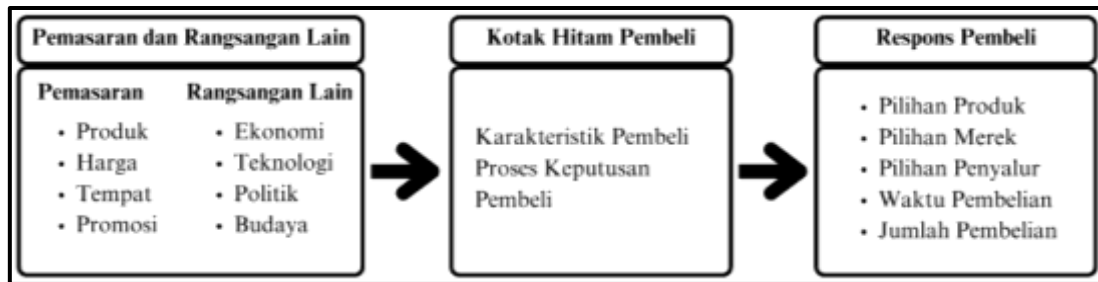 Pemasaran dan Rangsangan Lain
Pemasaran
• Produk
• Harga
• Tempat
• Promosi
Rangsangan Lain
• Ekonomi
• Teknologi
• Politik
• Budaya
Kotak Hitam Pembeli
Karakteristik Pembeli
Proses Keputusan
Pembeli
Respons Pembeli
• Pilihan Produk
• Pilihan Merek
• Pilihan Penyalur
• Waktu Pembelian
• Jumlah Pembelian